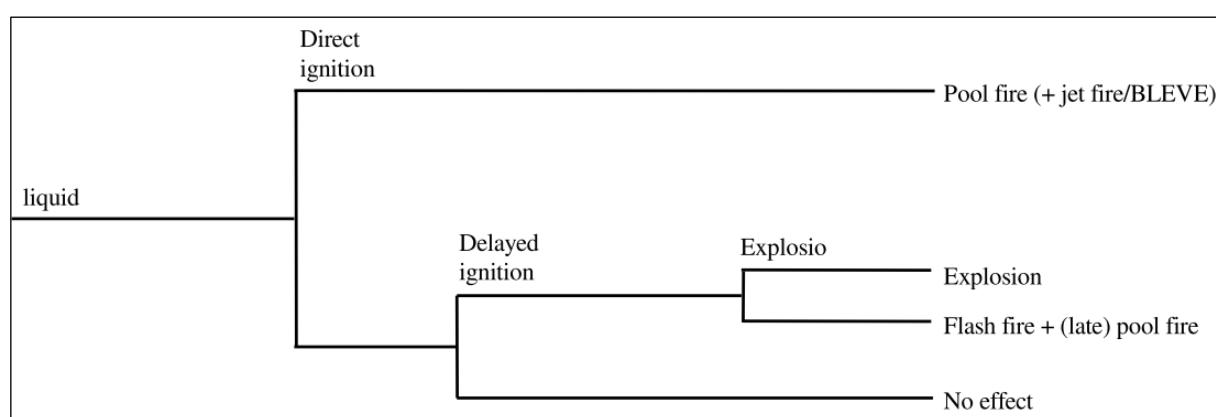 Direct
ignition
Pool fire (+ jet fire/BLEVE)
liquid
Delayed
ignition
Explosio
Explosion
Flash fire + (late) pool fire
No effect